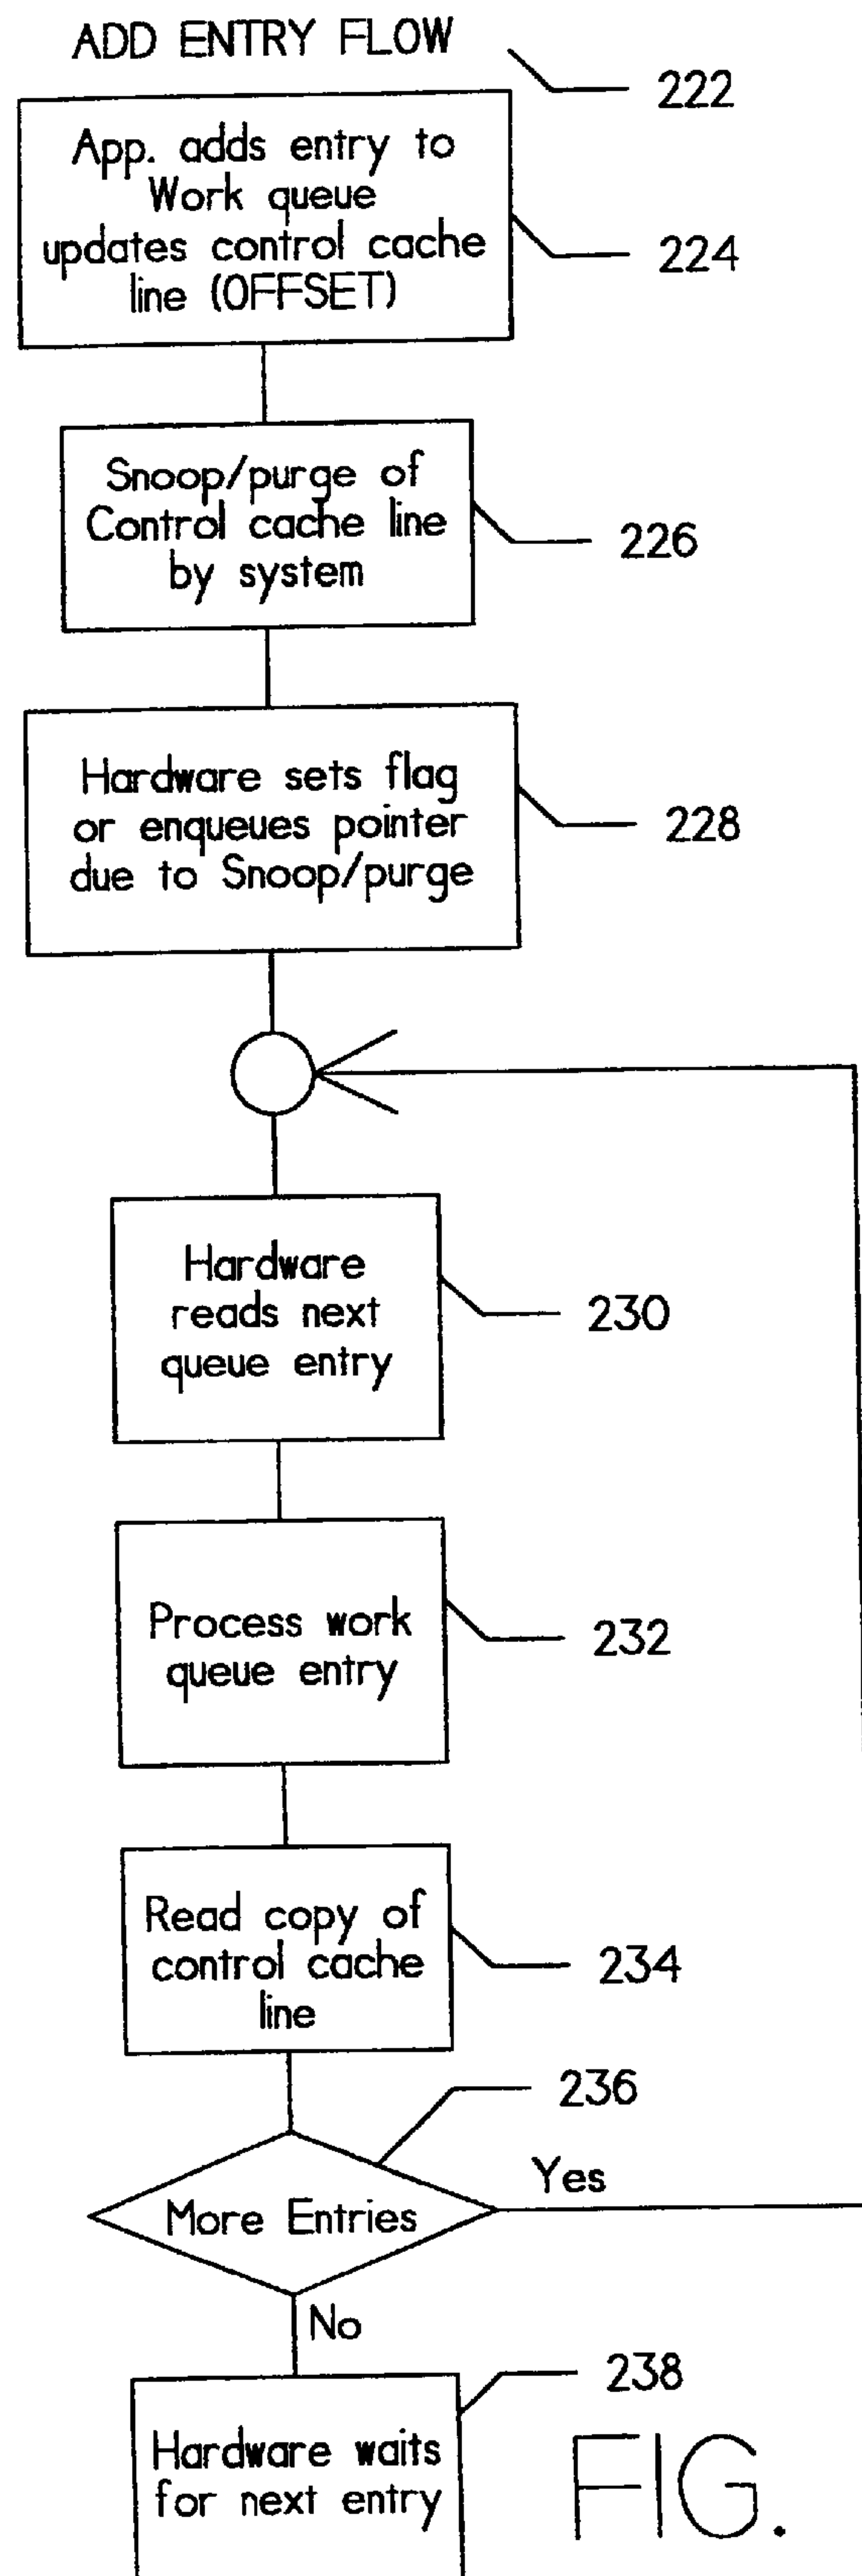 ADD ENTRY FLOW
222
App. adds entry to
Work queue
updates control cache
line (OFFSET)
224
Snoop/purge of
Control cache line
by system
226
Hardware sets flag
or enqueues pointer
due to Snoop/purge
228
Hardware
reads next
queue entry
230
Process work
queue entry
232
Read copy of
control cache
line
234
236
More Entries
Yes
No
238
Hardware waits
for next entry
FIG.